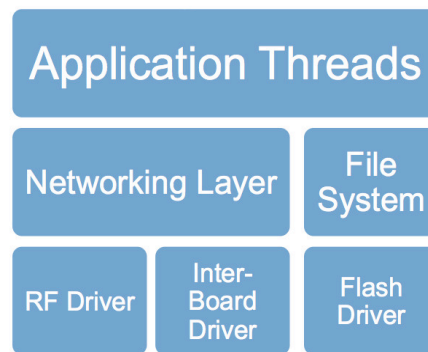 Application Threads
Networking Layer
File
System
RF Driver
Inter-
Board
Driver
Flash
Driver